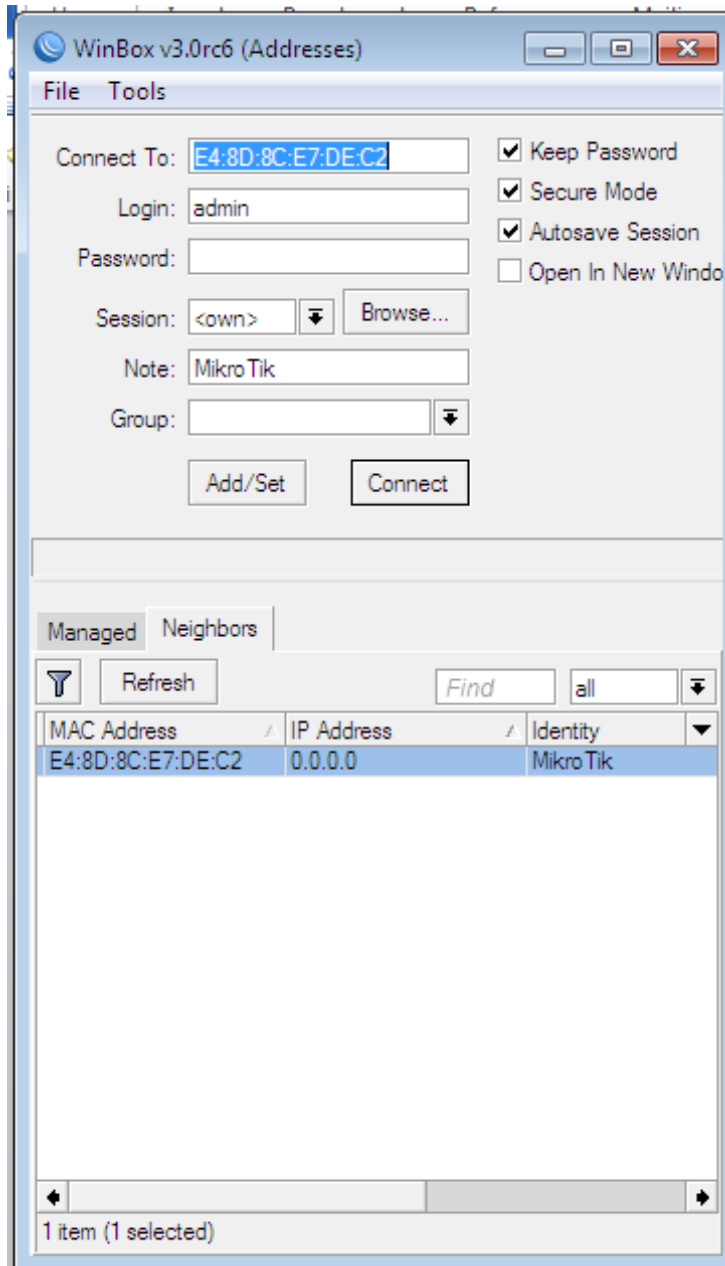 WinBox v3.0rc6 (Addresses)
File Tools
Connect To: E4:8D:8C:E7:DE:C2
Keep Password
Login: admin
Secure Mode
Password:
Autosave Session
Open In New Windo
Session: <own> Browse...
Note: MikroTik
Group:
Add/Set Connect
Managed Neighbors
Refresh Find all
MAC Address IP Address Identity
E4:8D:8C:E7:DE:C2 0.0.0.0 MikroTik
1 item (1 selected)